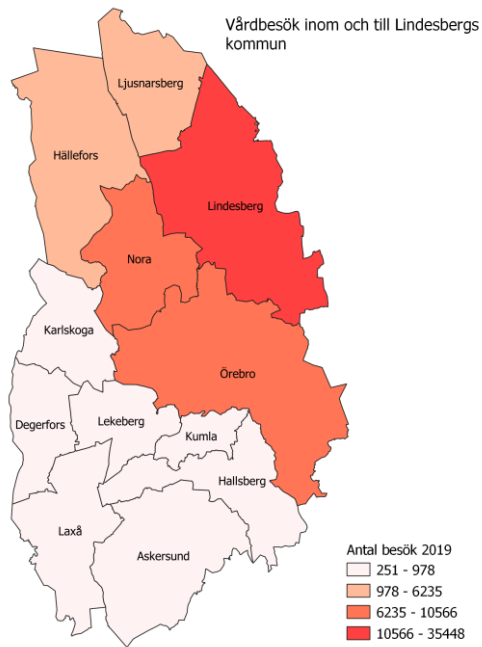 Vårdbesök inom och till Lindesbergs
kommun
Ljusnarsberg
Hällefors
Lindesberg
Nora
Karlskoga
Örebro
Degerfors
Lekeberg
Kumla
Hallsberg
Laxå
Askersund
Antal besök 2019
251 - 978
978 - 6235
6235 - 10566
10566 - 35448